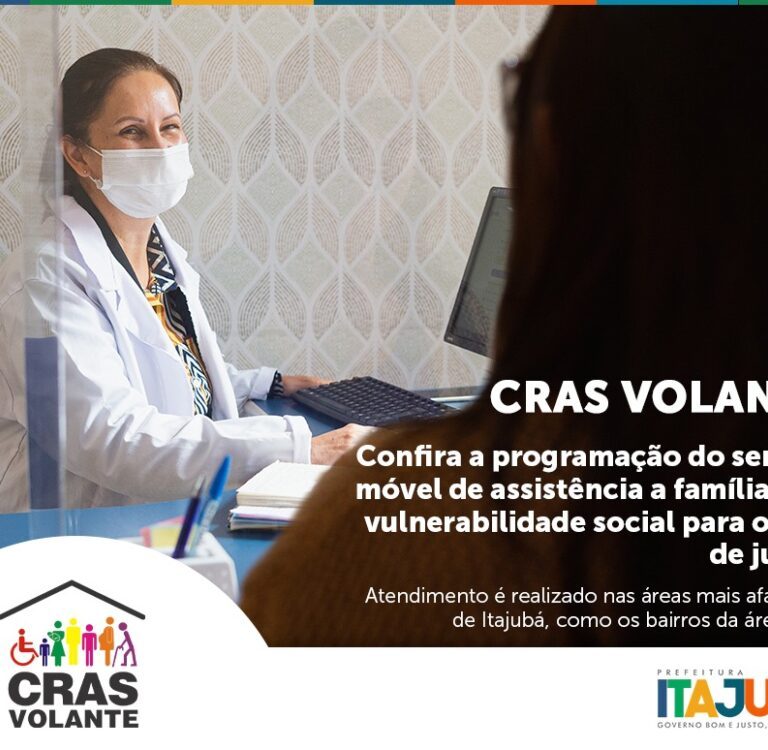 CRAS VOLAN
Confira a programação do ser
móvel de assistência a família
vulnerabilidade social para o
de ju
Atendimento é realizado nas áreas mais afa
de Itajubá, como os bairros da áre
CRAS
VOLANTE
PREFEITURA
ITAJU
GOVERNO BOM E JUSTO,